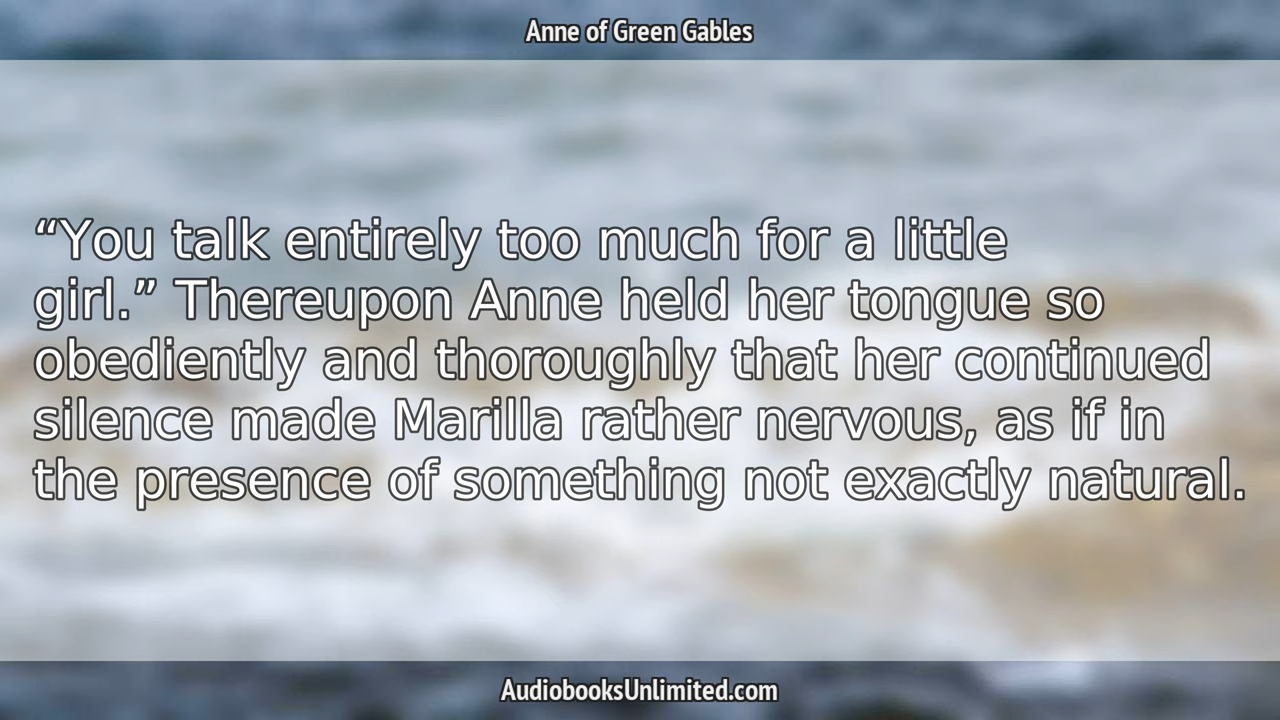 Anne of Green Gables
“You talk entirely too much for a little
girl.” Thereupon Anne held her tongue so
obediently and thoroughly that her continued
silence made Marilla rather nervous, as if in
the presence of something not exactly natural.
AudiobooksUnlimited.com